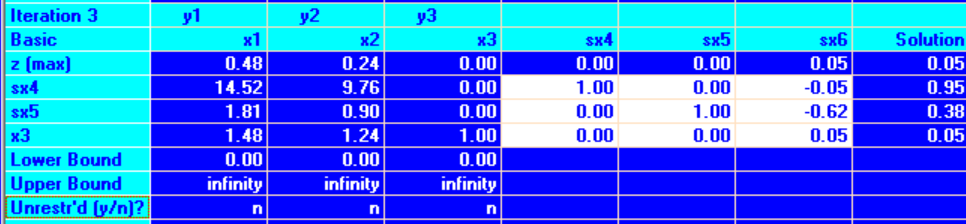 Iteration 3 y1 y2 y3
Basic x1 x2 x3 sx4 sx5 sx6 Solution
z (max) 0.48 0.24 0.00 0.00 0.00 0.05 0.05
sx4 14.52 9.76 0.00 1.00 0.00 -0.05 0.95
sx5 1.81 0.90 0.00 0.00 1.00 -0.62 0.38
x3 1.48 1.24 1.00 0.00 0.00 0.05 0.05
Lower Bound 0.00 0.00 0.00
Upper Bound infinity infinity infinity
Unrestr'd (y/n)? n n n